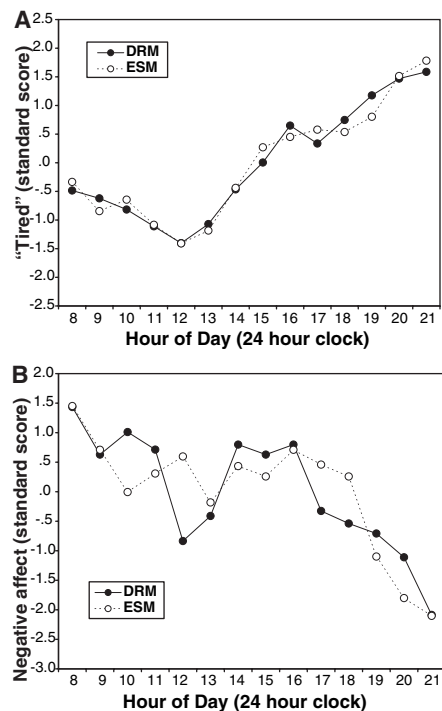 A
"Tired" (standard score)
2.5
2.0
1.5
1.0
.5
.0
-.5
-1.0
-1.5
-2.0
-2.5
DRM
ESM
8 9 10 11 12 13 14 15 16 17 18 19 20 21
Hour of Day (24 hour clock)
B
Negative affect (standard score)
2.0
1.5
1.0
.5
.0
-.5
-1.0
-1.5
-2.0
-2.5
-3.0
DRM
ESM
8 9 10 11 12 13 14 15 16 17 18 19 20 21
Hour of Day (24 hour clock)